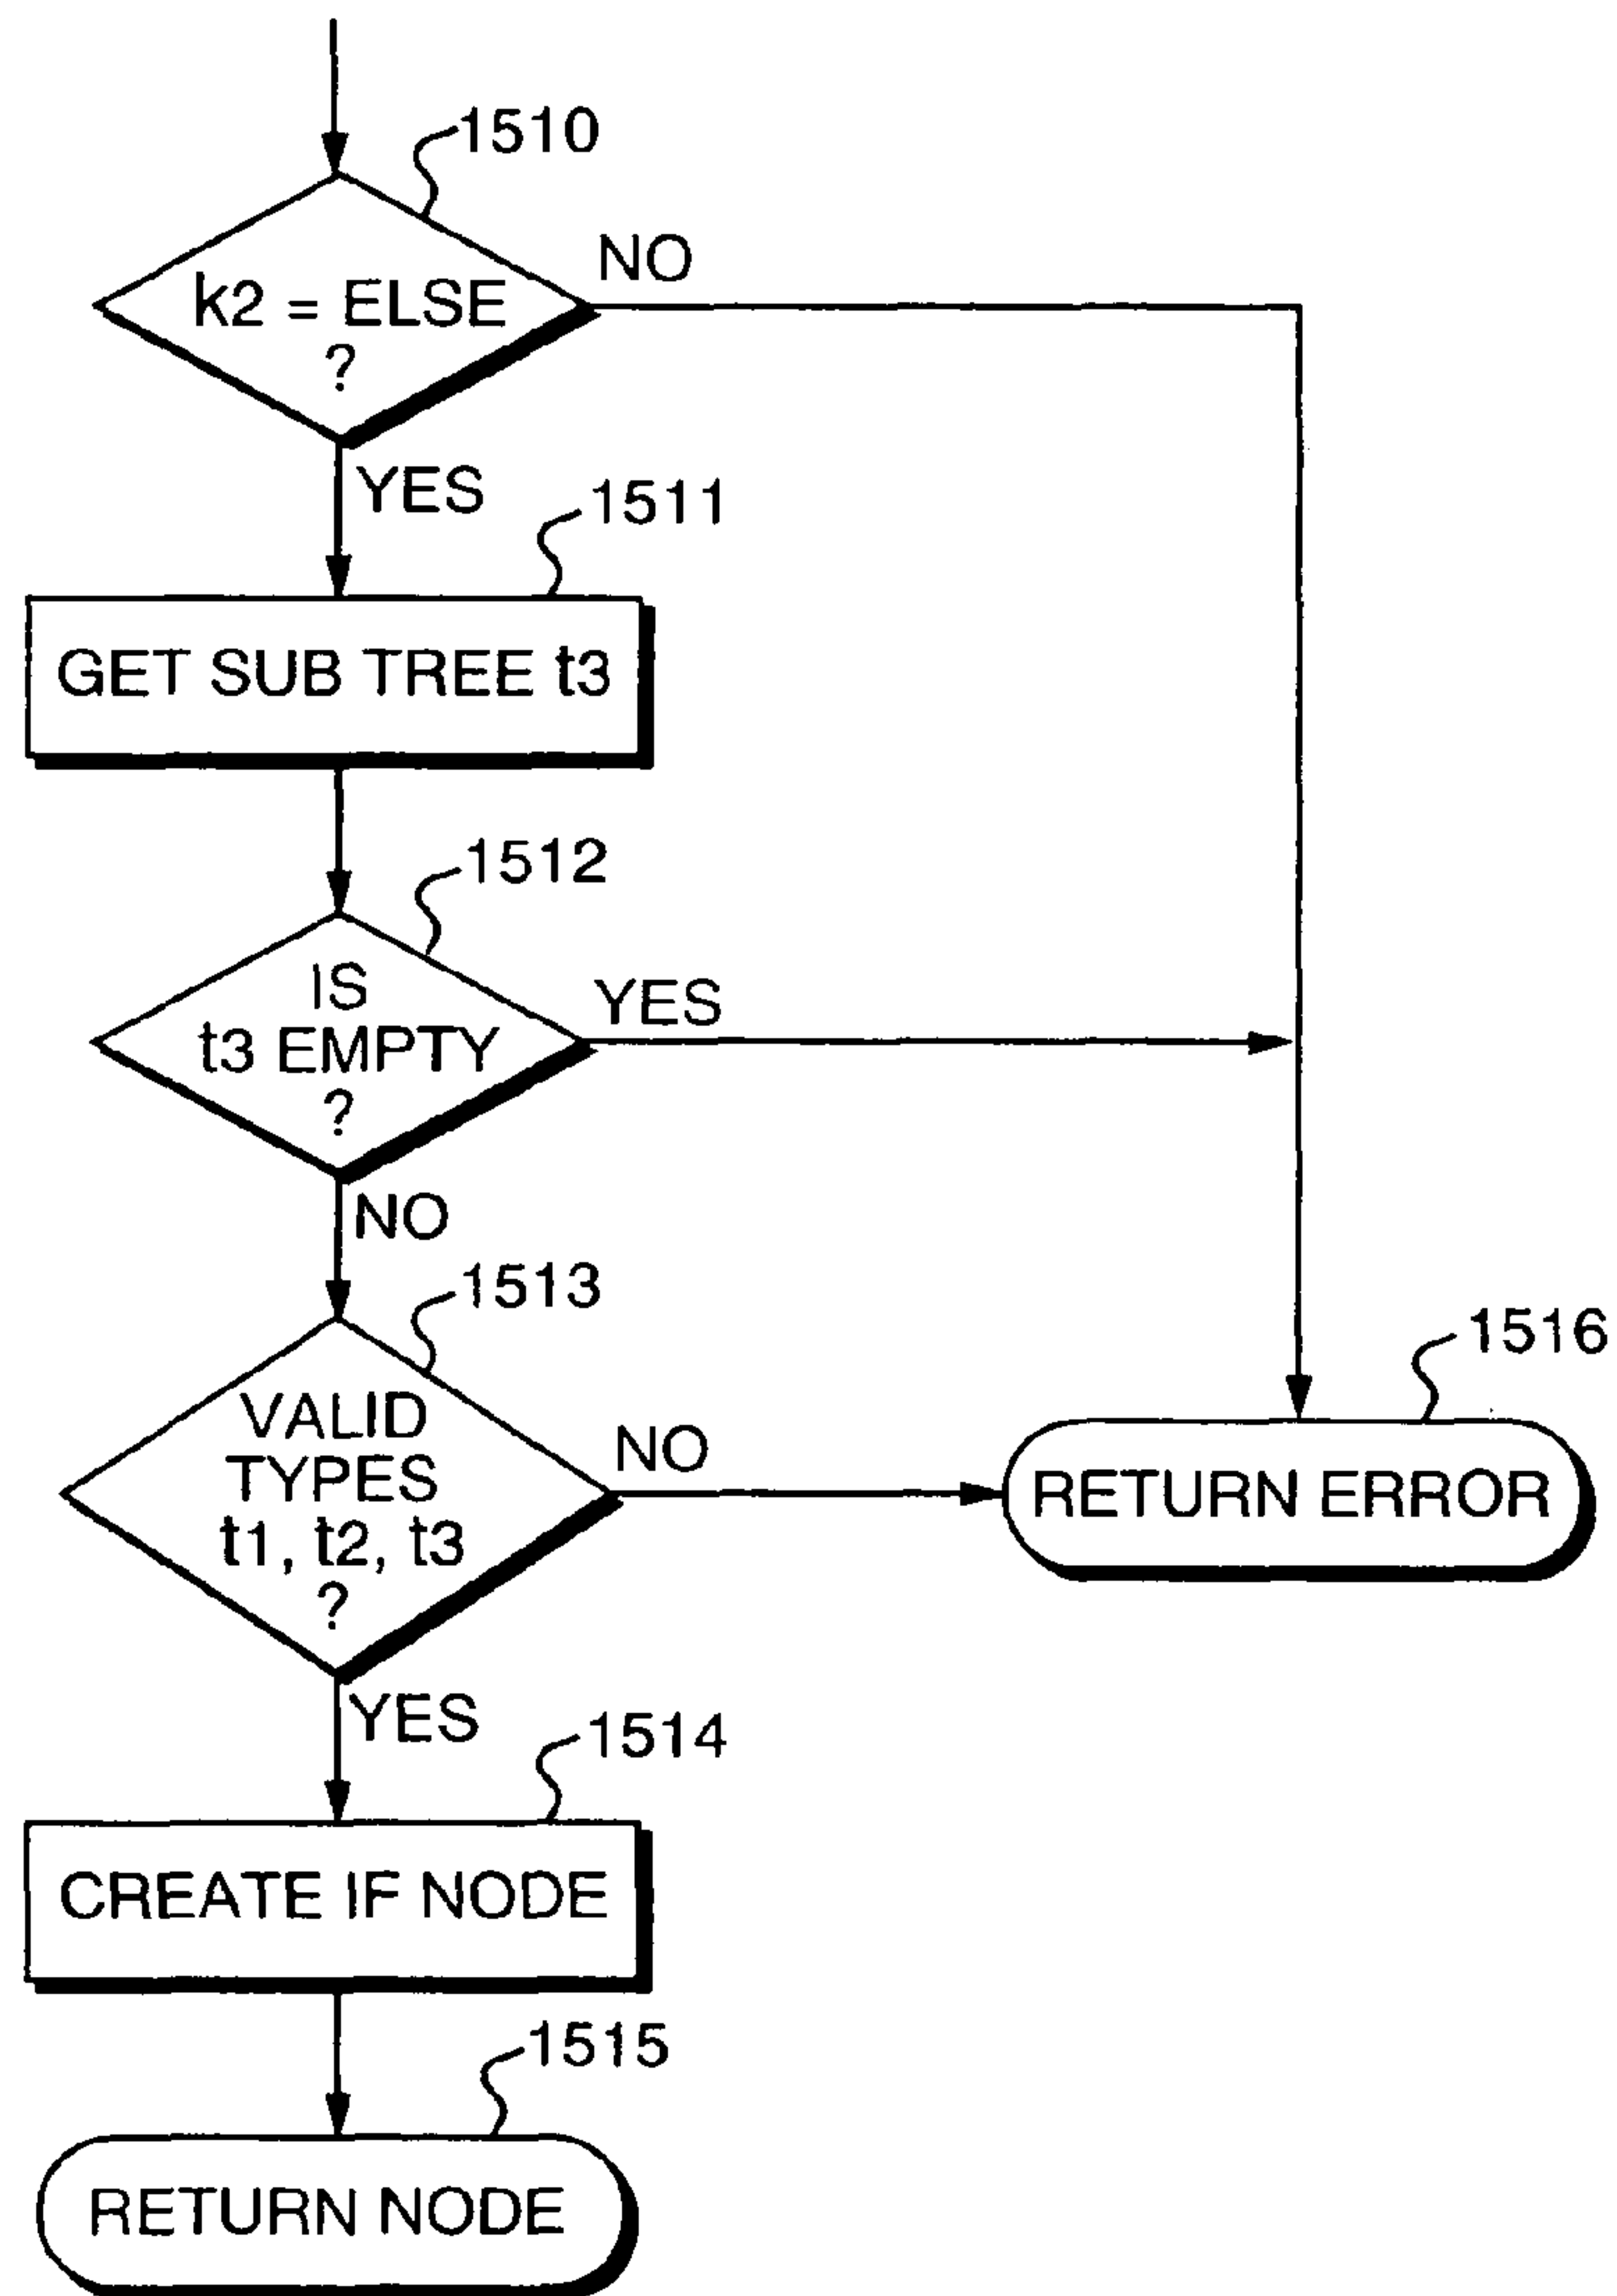 1510
NO
k2 = ELSE
?
YES
1511
GET SUB TREE t3
1512
IS
t3 EMPTY
?
YES
NO
1513
VALID
TYPES
t1, t2, t3
?
NO
1516
RETURN ERROR
YES
1514
CREATE IF NODE
1515
RETURN NODE